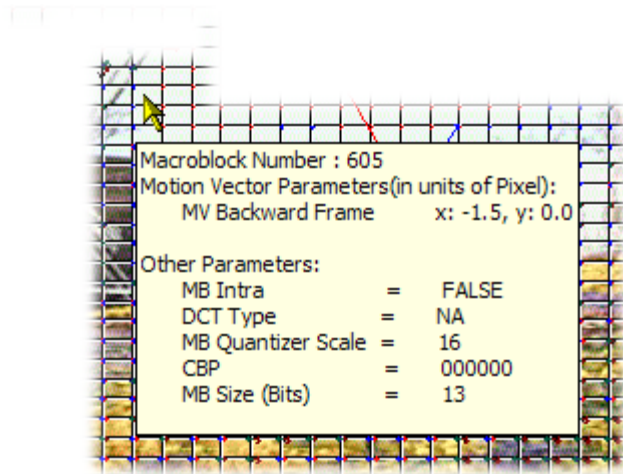 Macroblock Number : 605
Motion Vector Parameters(in units of Pixel):
MV Backward Frame x: -1.5, y: 0.0
Other Parameters:
MB Intra = FALSE
DCT Type = NA
MB Quantizer Scale = 16
CBP = 000000
MB Size (Bits) = 13